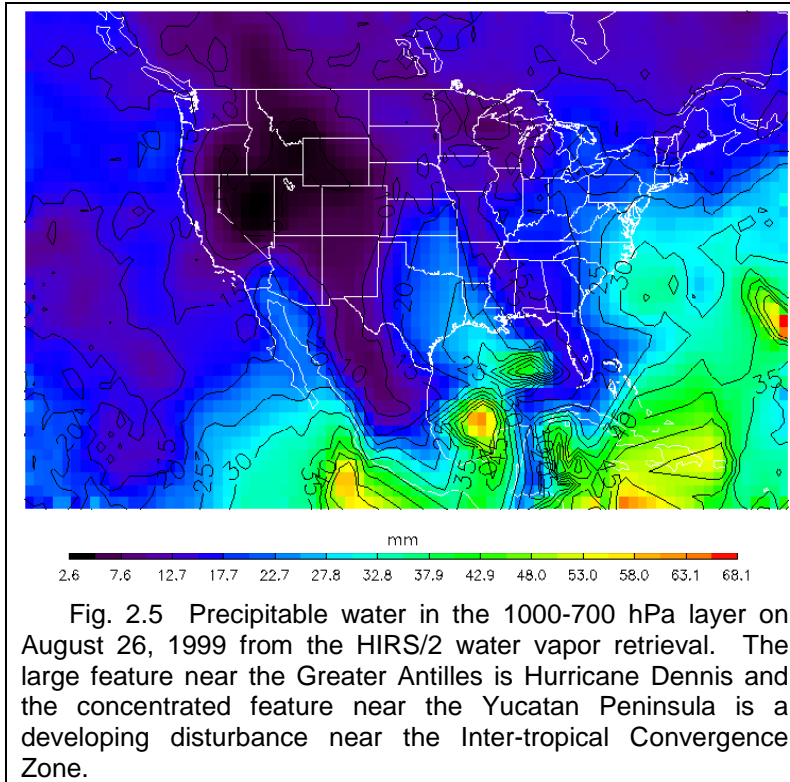 mm
2.6 7.6 12.7 17.7 22.7 27.8 32.8 37.9 42.9 48.0 53.0 58.0 63.1 68.1
Fig. 2.5 Precipitable water in the 1000-700 hPa layer on
August 26, 1999 from the HIRS/2 water vapor retrieval. The
large feature near the Greater Antilles is Hurricane Dennis and
the concentrated feature near the Yucatan Peninsula is a
developing disturbance near the Inter-tropical Convergence
Zone.